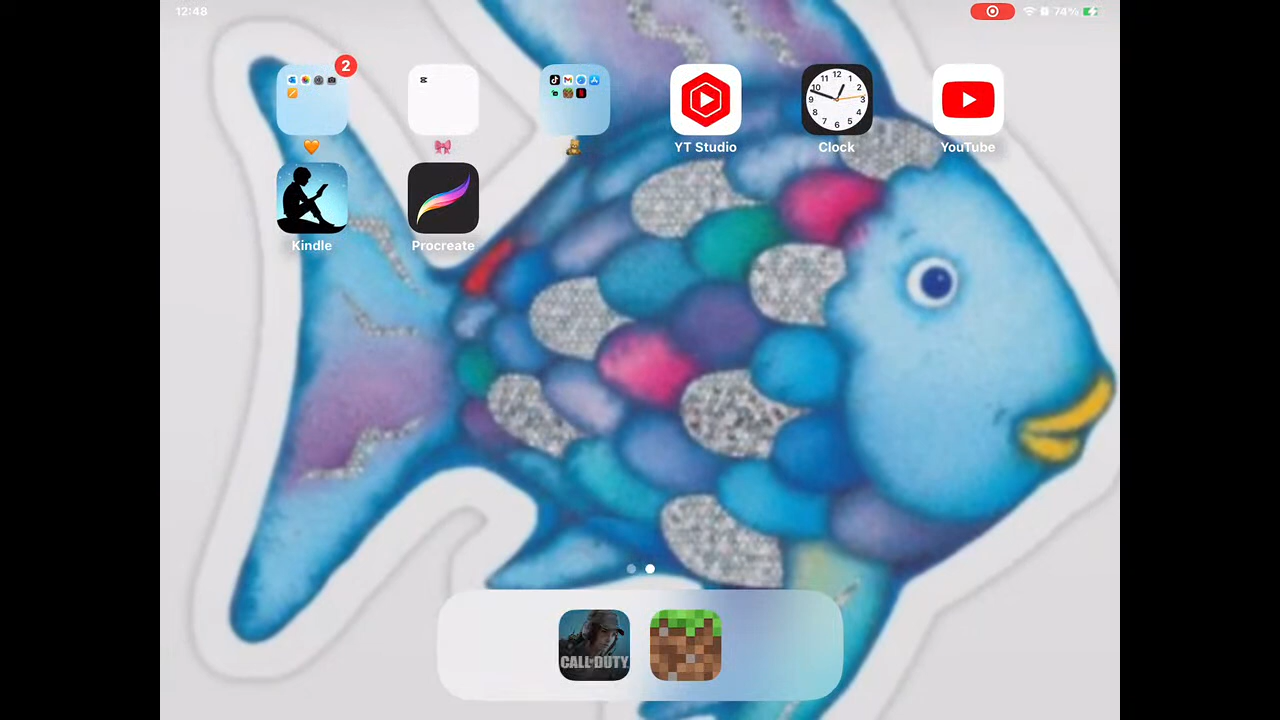 12:48
74%
2
YT Studio
Clock
YouTube
Kindle
Procreate
CALL DUTY